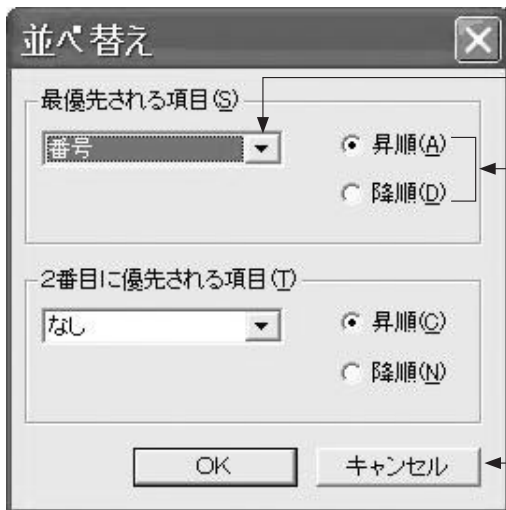 並べ替え
最優先される項目(S)
番号
昇順(A)
降順(D)
2番目に優先される項目(T)
なし
昇順(C)
降順(N)
OK
キャンセル